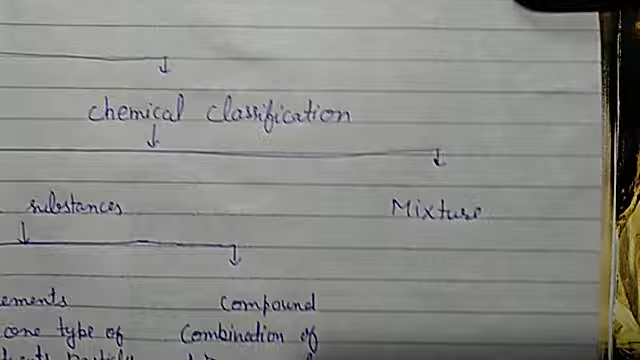 chemical classification
substances Mixture
ements compound
one type of combination of